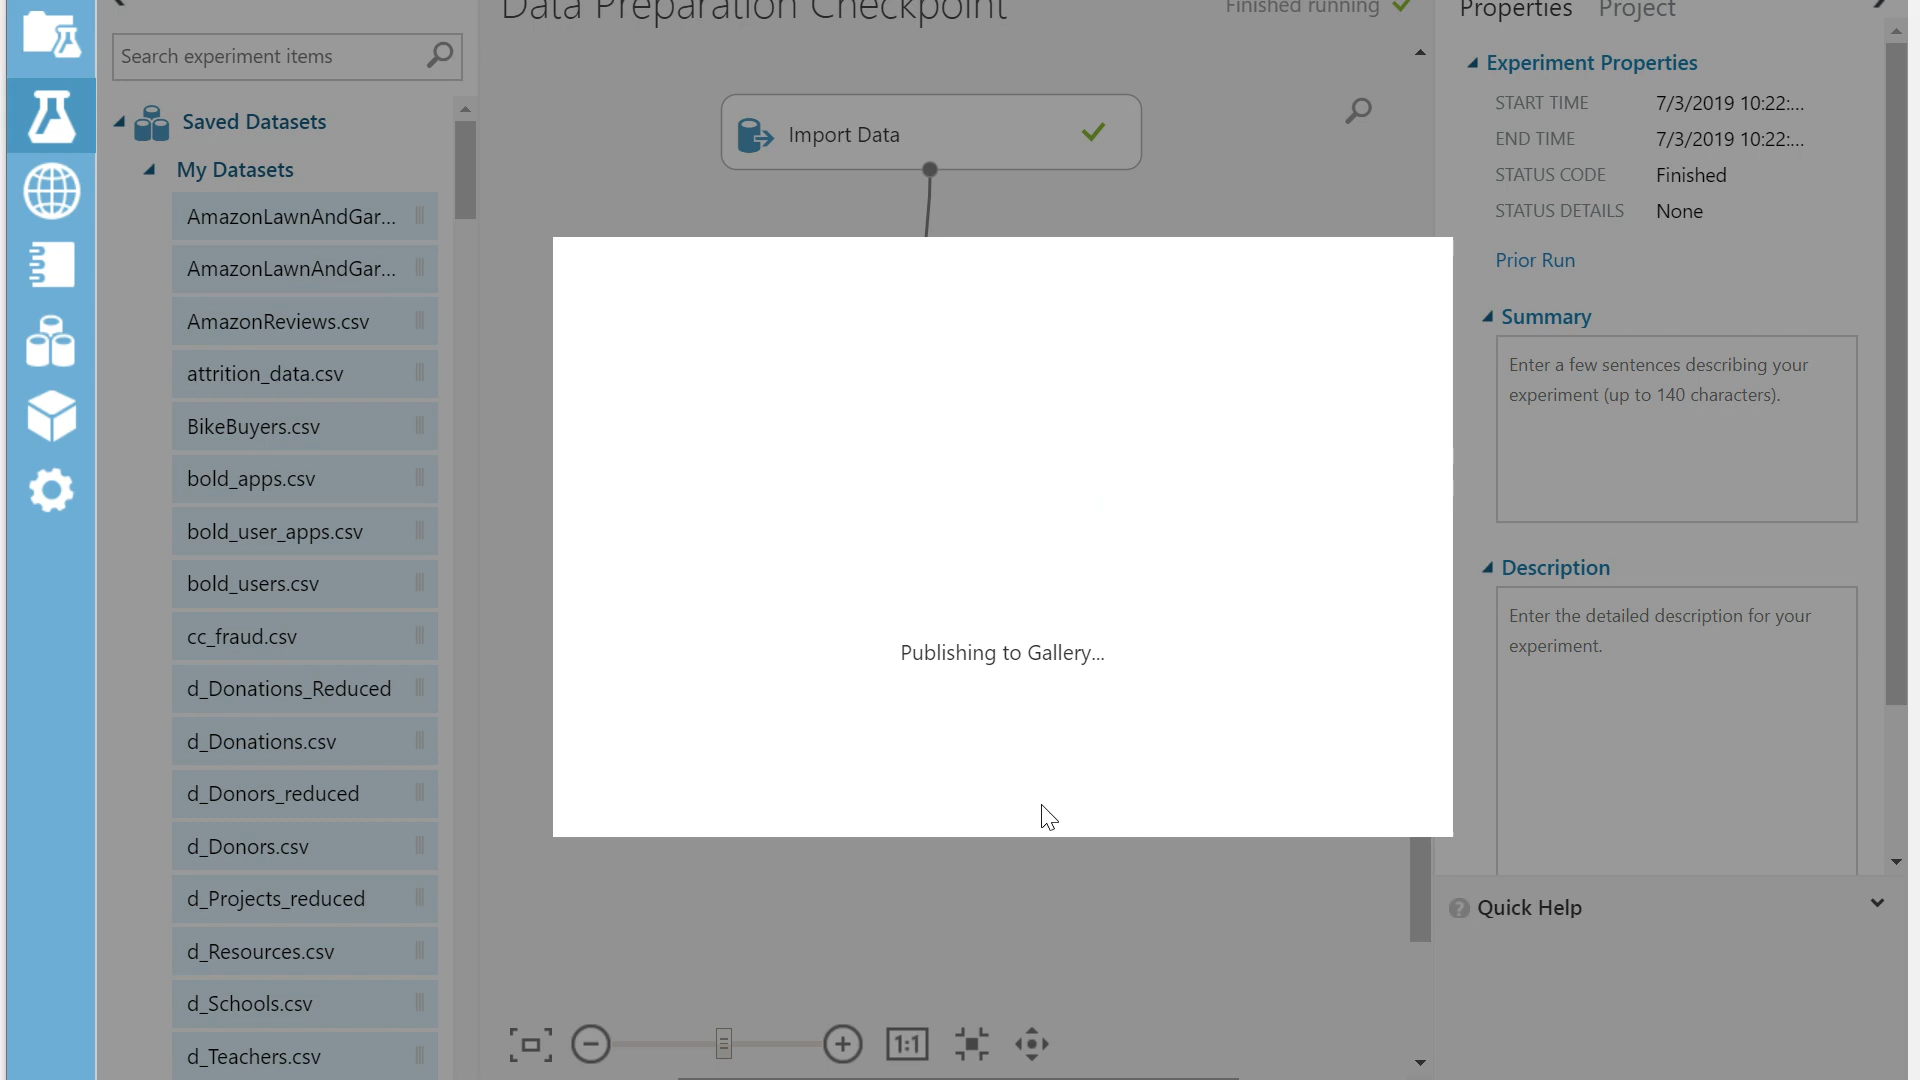 Data Preparation Checkpoint
Finished running
Properties Project
Search experiment items
Saved Datasets
My Datasets
AmazonLawnAndGar...
AmazonLawnAndGar...
AmazonReviews.csv
attrition_data.csv
BikeBuyers.csv
bold_apps.csv
bold_user_apps.csv
bold_users.csv
cc_fraud.csv
d_Donations_Reduced
d_Donations.csv
d_Donors_reduced
d_Donors.csv
d_Projects_reduced
d_Resources.csv
d_Schools.csv
d_Teachers.csv
Import Data
Publishing to Gallery...
1:1
Experiment Properties
START TIME 7/3/2019 10:22:...
END TIME 7/3/2019 10:22:...
STATUS CODE Finished
STATUS DETAILS None
Prior Run
Summary
Enter a few sentences describing your
experiment (up to 140 characters).
Description
Enter the detailed description for your
experiment.
? Quick Help